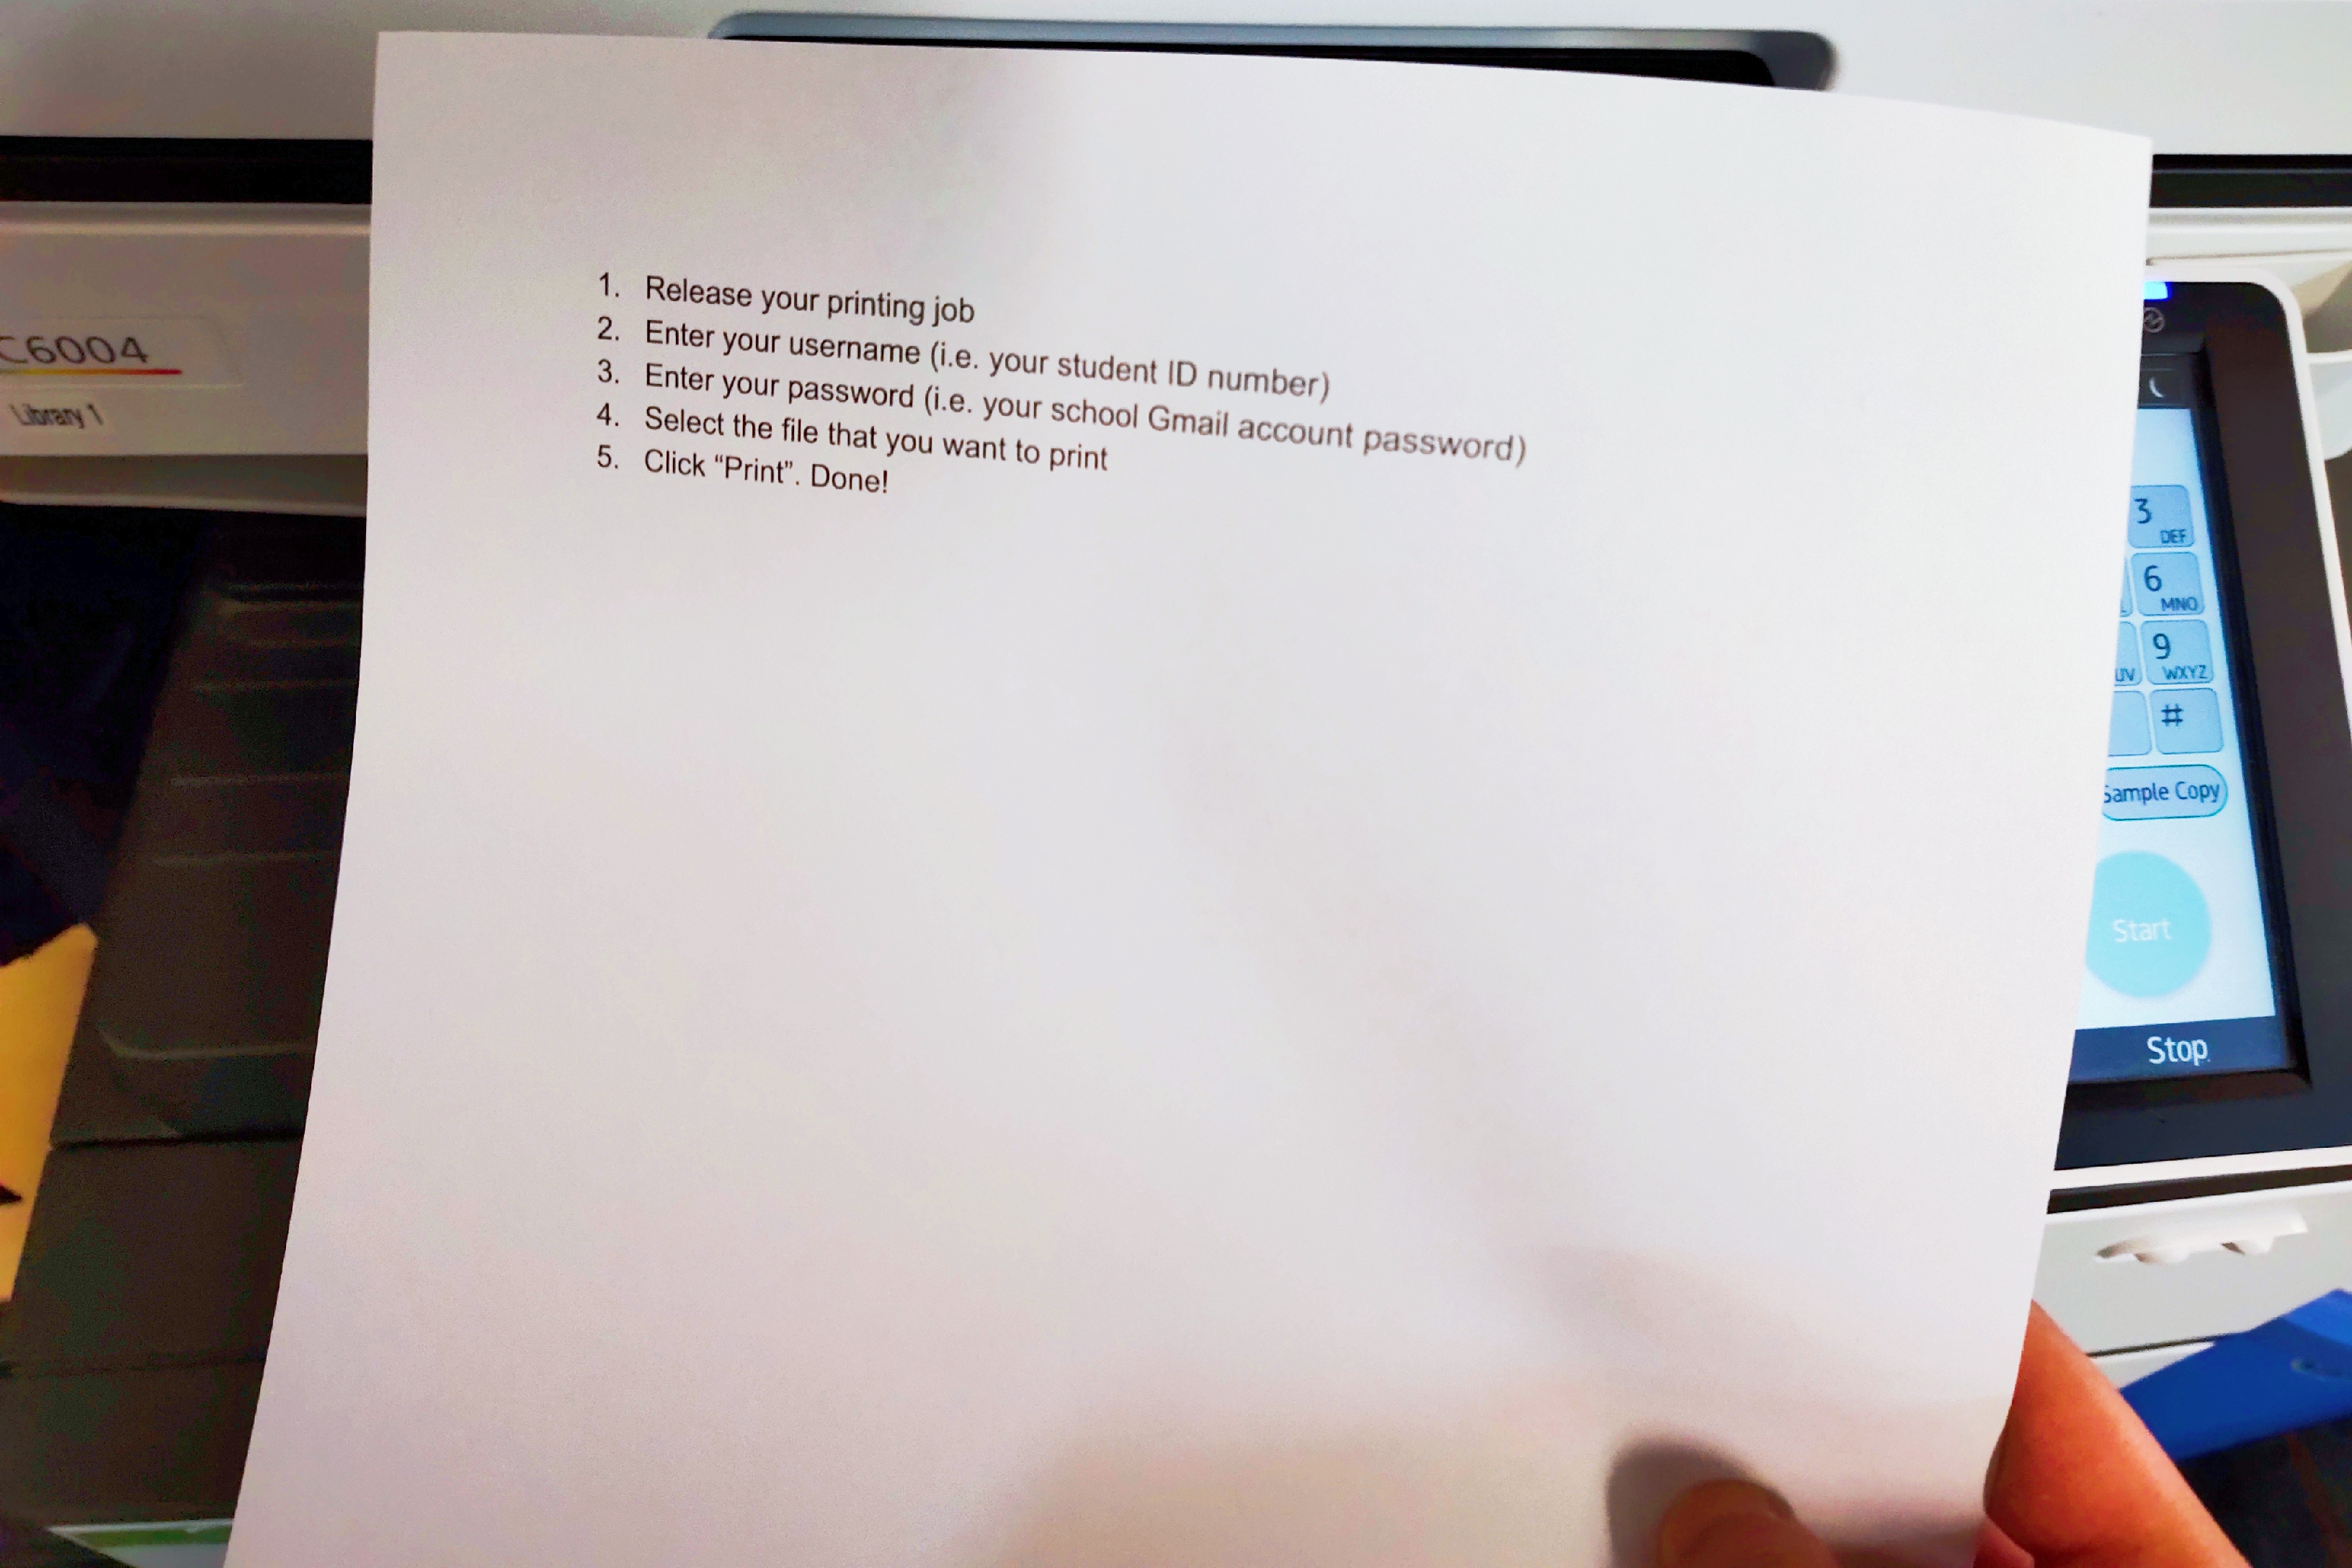 1. Release your printing job
2. Enter your username (i.e. your student ID number)
3. Enter your password (i.e. your school Gmail account password)
4. Select the file that you want to print
5. Click “Print”. Done!
C6004
Library 1
3
DEF
6
MNO
9
UV
WXYZ
#
Sample Copy
Start
Stop